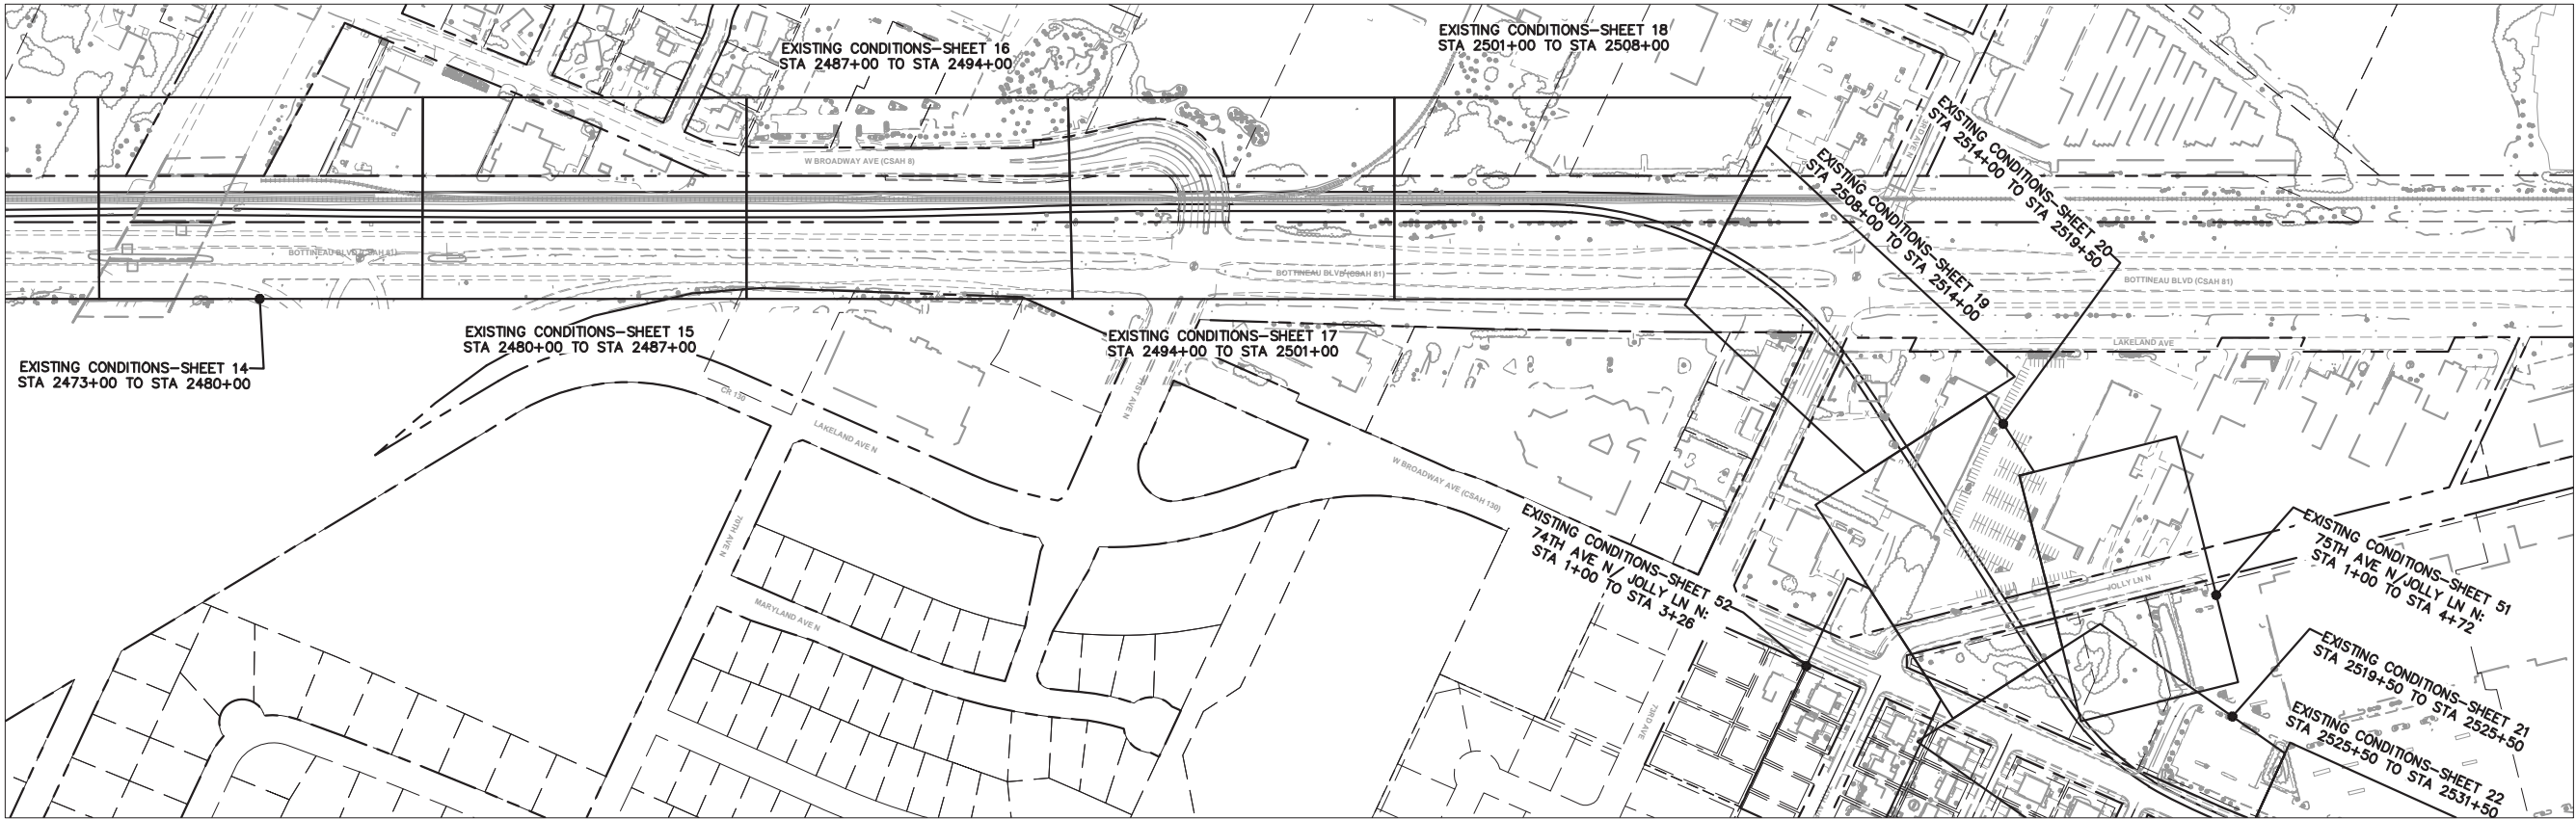 EXISTING CONDITIONS-SHEET 16
STA 2487+00 TO STA 2494+00
EXISTING CONDITIONS-SHEET 18
STA 2501+00 TO STA 2508+00
EXISTING CONDITIONS-SHEET 20
STA 2514+00 TO STA 2519+50
EXISTING CONDITIONS-SHEET 19
STA 2508+00 TO STA 2514+00
W BROADWAY AVE (CSAH 8)
BOTTINEAU BLVD (CSAH 81)
BOTTINEAU BLVD (CSAH 81)
BOTTINEAU BLVD (CSAH 81)
EXISTING CONDITIONS-SHEET 15
STA 2480+00 TO STA 2487+00
EXISTING CONDITIONS-SHEET 17
STA 2494+00 TO STA 2501+00
LAKELAND AVE
EXISTING CONDITIONS-SHEET 14
STA 2473+00 TO STA 2480+00
CR 130
LAKELAND AVE N
W BROADWAY AVE (CSAH 130)
70TH AVE N
EXISTING CONDITIONS-SHEET 52
74TH AVE N/ JOLLY LN N:
STA 1+00 TO STA 3+26
EXISTING CONDITIONS-SHEET 51
75TH AVE N/JOLLY LN N:
STA 1+00 TO STA 4+72
JOLLY LN N
MARYLAND AVE N
73RD AVE
EXISTING CONDITIONS-SHEET 21
STA 2519+50 TO STA 2525+50
EXISTING CONDITIONS-SHEET 22
STA 2525+50 TO STA 2531+50